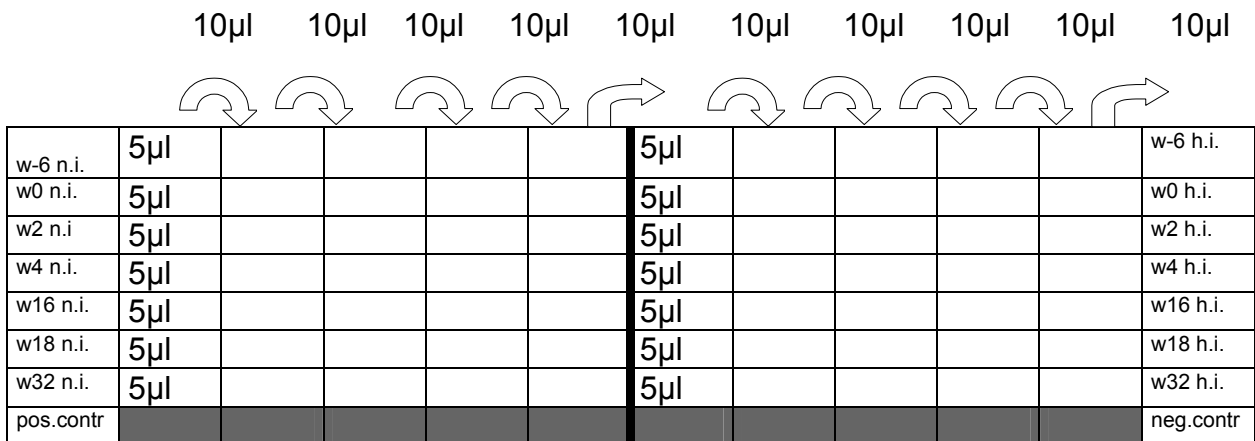 10µl 10µl 10µl 10µl 10µl 10µl 10µl 10µl 10µl 10µl
w-6 n.i. 5µl 5µl w-6 h.i.
w0 n.i. 5µl 5µl w0 h.i.
w2 n.i 5µl 5µl w2 h.i.
w4 n.i. 5µl 5µl w4 h.i.
w16 n.i. 5µl 5µl w16 h.i.
w18 n.i. 5µl 5µl w18 h.i.
w32 n.i. 5µl 5µl w32 h.i.
pos.contr neg.contr